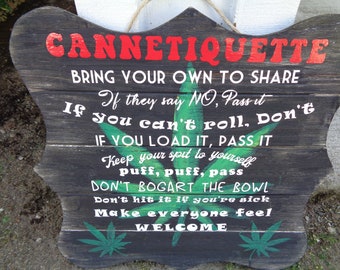 CANNETIQUETTE
BRING YOUR OWN TO SHARE
If they say NO, Pass it
If you can't roll, Don't
IF YOU LOAD IT, PASS IT
Keep your spit to yourself
puff, puff, pass
DON'T BOGART THE BOWL
Don't hit it if you're sick
Make everyone feel
WELCOME